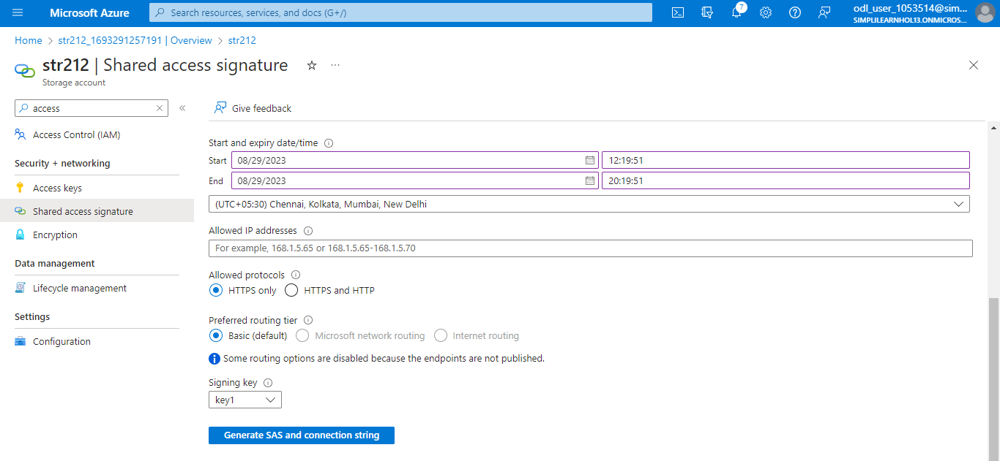 Microsoft Azure
Search resources, services, and docs (G+/)
7
odl_user_1053514@sim...
SIMPLILEARNHOL13.ONMICROS...
Home > str212_1693291257191 | Overview > str212
str212 | Shared access signature
...
Storage account
access
«
Give feedback
Access Control (IAM)
Security + networking
Access keys
Shared access signature
Encryption
Data management
Lifecycle management
Settings
Configuration
Start and expiry date/time
Start 08/29/2023 12:19:51
End 08/29/2023 20:19:51
(UTC+05:30) Chennai, Kolkata, Mumbai, New Delhi
Allowed IP addresses
For example, 168.1.5.65 or 168.1.5.65-168.1.5.70
Allowed protocols
HTTPS only HTTPS and HTTP
Preferred routing tier
Basic (default) Microsoft network routing Internet routing
Some routing options are disabled because the endpoints are not published.
Signing key
key1
Generate SAS and connection string